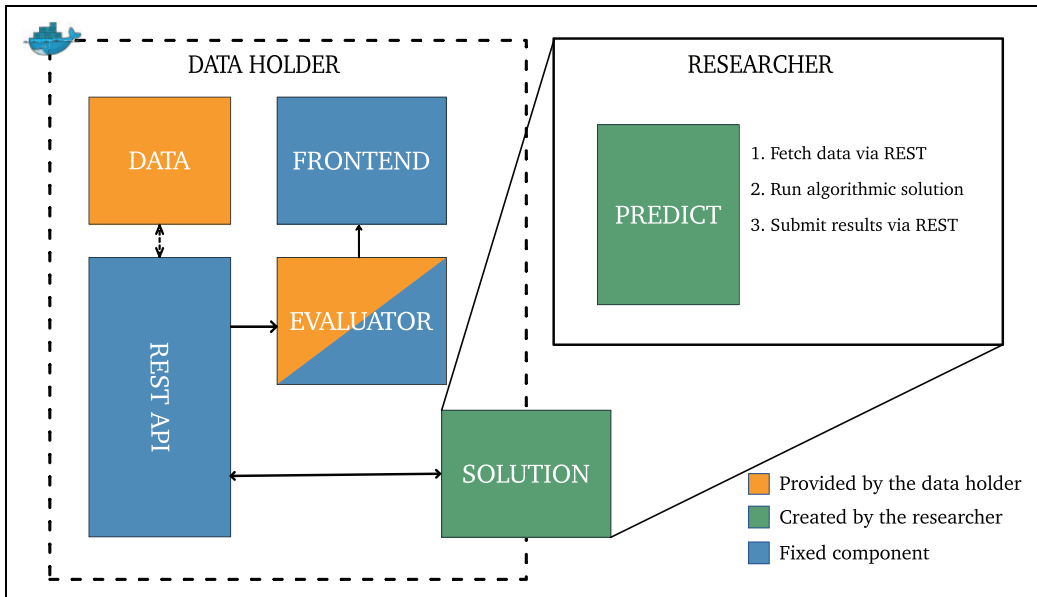 DATA HOLDER
DATA
FRONTEND
EVALUATOR
REST API
SOLUTION
RESEARCHER
PREDICT
1. Fetch data via REST
2. Run algorithmic solution
3. Submit results via REST
Provided by the data holder
Created by the researcher
Fixed component